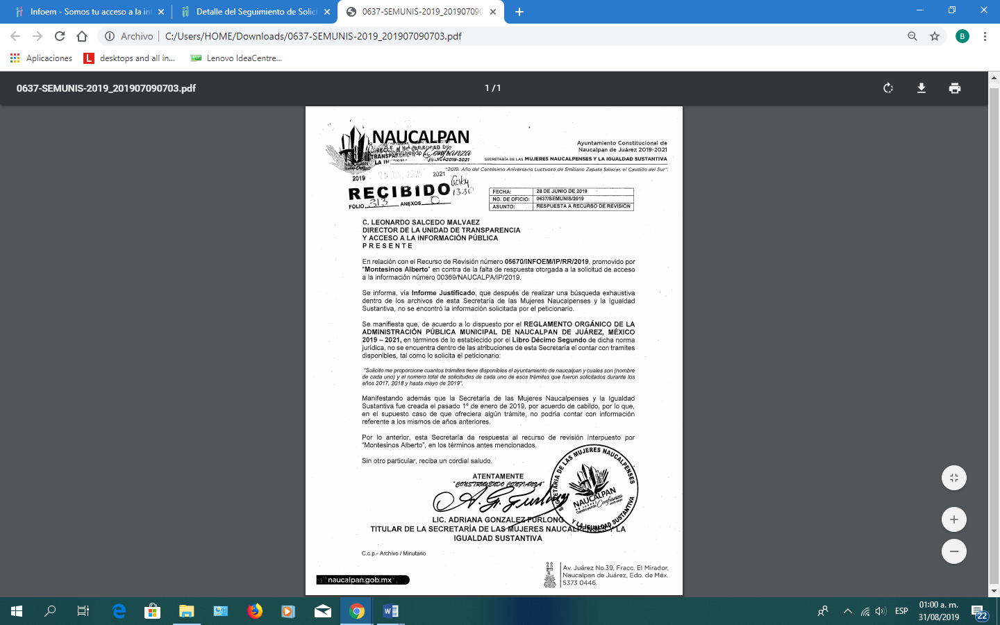 Infoem - Somos tu acceso a la in
Detalle del Seguimiento de Solici
0637-SEMUNIS-2019_20190709
Archivo
C:/Users/HOME/Downloads/0637-SEMUNIS-2019_201907090703.pdf
B
Aplicaciones
desktops and all in...
Lenovo IdeaCentre...
0637-SEMUNIS-2019_201907090703.pdf
1 / 1
NAUCALPAN
Confianza
2019-2021
Ayuntamiento Constitucional de
Naucalpan de Juárez 2019-2021
SECRETARÍA DE LAS MUJERES NAUCALPENSES Y LA IGUALDAD SUSTANTIVA
"2019. Año del Centésimo Aniversario Luctuoso de Emiliano Zapata Salazar, el Caudillo del Sur".
2019
2021
RECIBIDO
13:50
FOLIO 313 ANEXOS 0
FECHA: 28 DE JUNIO DE 2019
NO. DE OFICIO: 0637/SEMUNIS/2019
ASUNTO: RESPUESTA A RECURSO DE REVISIÓN
C. LEONARDO SALCEDO MALVAEZ
DIRECTOR DE LA UNIDAD DE TRANSPARENCIA
Y ACCESO A LA INFORMACIÓN PÚBLICA
P R E S E N T E
En relación con el Recurso de Revisión número 05670/INFOEM/IP/RR/2019, promovido por
"Montesinos Alberto" en contra de la falta de respuesta otorgada a la solicitud de acceso
a la información número 00369/NAUCALPA/IP/2019.
Se informa, vía Informe Justificado, que después de realizar una búsqueda exhaustiva
dentro de los archivos de esta Secretaría de las Mujeres Naucalpenses y la Igualdad
Sustantiva, no se encontró la información solicitada por el peticionario.
Se manifiesta que, de acuerdo a lo dispuesto por el REGLAMENTO ORGÁNICO DE LA
ADMINISTRACIÓN PÚBLICA MUNICIPAL DE NAUCALPAN DE JUÁREZ, MÉXICO
2019 – 2021, en términos de lo establecido por el Libro Décimo Segundo de dicha norma
jurídica, no se encuentra dentro de las atribuciones de esta Secretaría el contar con tramites
disponibles, tal como lo solicita el peticionario:
"Solicito me proporcione cuantos trámites tiene disponibles el ayuntamiento de naucalpan y cuales son (nombre
de cada uno) y el numero total de solicitudes de cada uno de esos trámites que fueron solicitados durante los
años 2017, 2018 y hasta mayo de 2019".
Manifestando además que la Secretaría de las Mujeres Naucalpenses y la Igualdad
Sustantiva fue creada el pasado 1º de enero de 2019, por acuerdo de cabildo, por lo que,
en el supuesto caso de que ofreciera algún trámite, no podría contar con información
referente a los mismos de años anteriores.
Por lo anterior, esta Secretaría da respuesta al recurso de revisión interpuesto por
"Montesinos Alberto", en los términos antes mencionados.
Sin otro particular, reciba un cordial saludo.
ATENTAMENTE
"CONSTRUYENDO CONFIANZA"
A. G. Furlong
SECRETARIA DE LAS MUJERES NAUCALPENSES
NAUCALPAN
DE JUÁREZ
Construyendo Confianza
2019-2021
Y LA IGUALDAD SUSTANTIVA
LIC. ADRIANA GONZALEZ FURLONG
TITULAR DE LA SECRETARÍA DE LAS MUJERES NAUCALPENSES Y LA
IGUALDAD SUSTANTIVA
C.c.p.- Archivo / Minutario
naucalpan.gob.mx
Av. Juárez No.39, Fracc. El Mirador,
Naucalpan de Juárez, Edo. de Méx.
5373 0446.
ESP
01:00 a. m.
31/08/2019
22